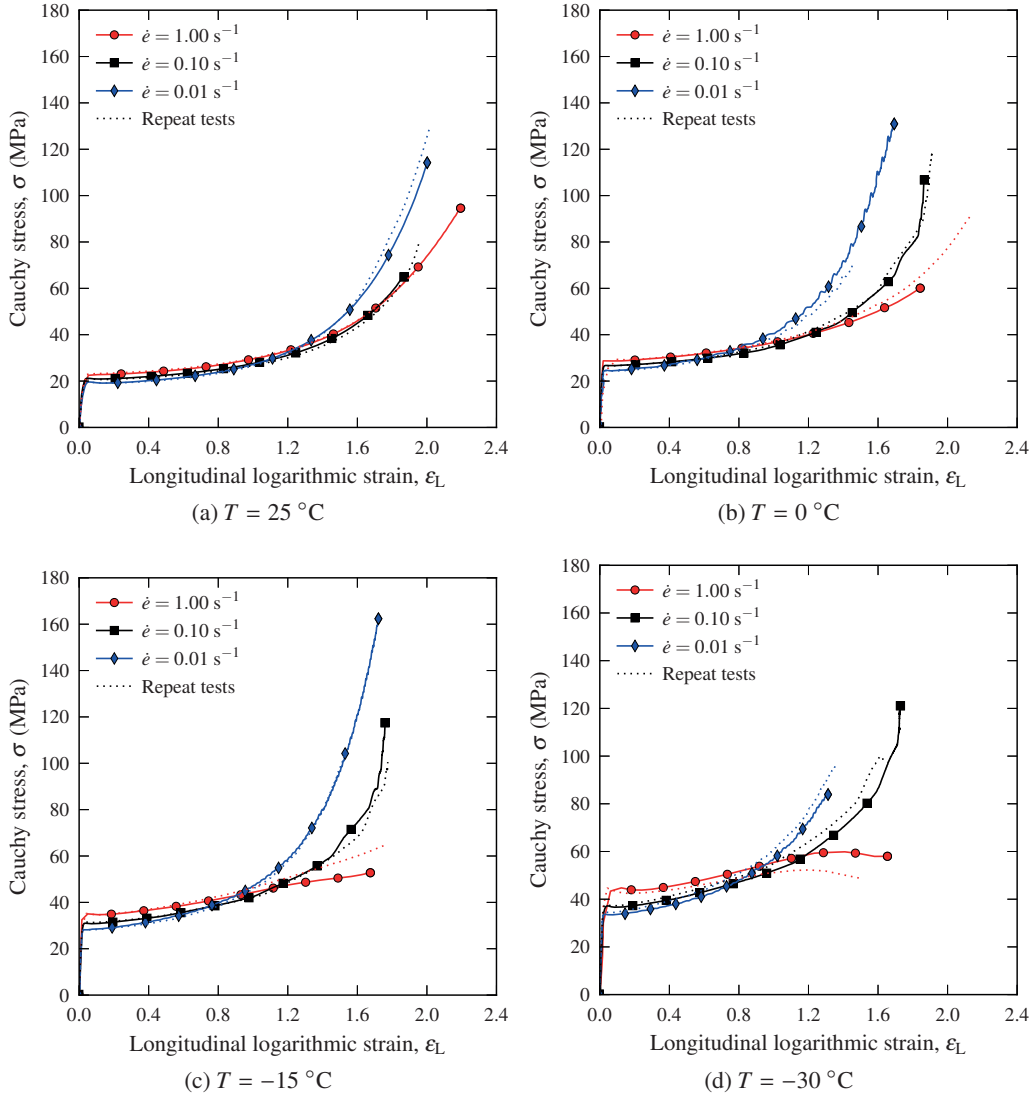 180
160
140
120
100
80
60
40
20
0
0.0 0.4 0.8 1.2 1.6 2.0 2.4
Cauchy stress, σ (MPa)
Longitudinal logarithmic strain, εL
ė = 1.00 s⁻¹
ė = 0.10 s⁻¹
ė = 0.01 s⁻¹
Repeat tests
(a) T = 25 °C
180
160
140
120
100
80
60
40
20
0
0.0 0.4 0.8 1.2 1.6 2.0 2.4
Cauchy stress, σ (MPa)
Longitudinal logarithmic strain, εL
ė = 1.00 s⁻¹
ė = 0.10 s⁻¹
ė = 0.01 s⁻¹
Repeat tests
(b) T = 0 °C
180
160
140
120
100
80
60
40
20
0
0.0 0.4 0.8 1.2 1.6 2.0 2.4
Cauchy stress, σ (MPa)
Longitudinal logarithmic strain, εL
ė = 1.00 s⁻¹
ė = 0.10 s⁻¹
ė = 0.01 s⁻¹
Repeat tests
(c) T = −15 °C
180
160
140
120
100
80
60
40
20
0
0.0 0.4 0.8 1.2 1.6 2.0 2.4
Cauchy stress, σ (MPa)
Longitudinal logarithmic strain, εL
ė = 1.00 s⁻¹
ė = 0.10 s⁻¹
ė = 0.01 s⁻¹
Repeat tests
(d) T = −30 °C